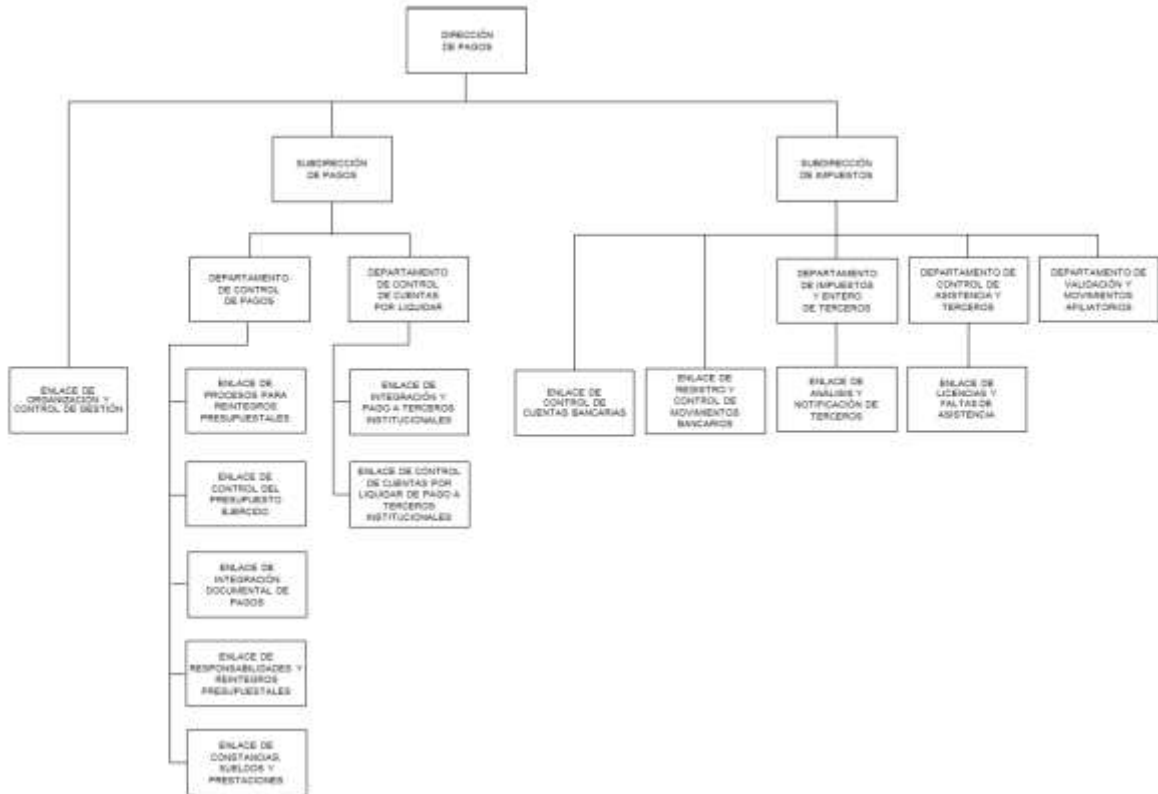 DIRECCIÓN
DE PAGOS
SUBDIRECCIÓN
DE PAGOS
SUBDIRECCIÓN
DE IMPUESTOS
DEPARTAMENTO
DE CONTROL
DE PAGOS
DEPARTAMENTO
DE CONTROL
DE CUENTAS
POR LIQUIDAR
DEPARTAMENTO
DE IMPUESTOS
Y ENTERO
DE TERCEROS
DEPARTAMENTO DE
CONTROL DE
ASISTENCIA Y
TERCEROS
DEPARTAMENTO DE
VALIDACIÓN Y
MOVIMIENTOS
AFILIATORIOS
ENLACE DE
ORGANIZACIÓN Y
CONTROL DE GESTIÓN
ENLACE DE
PROCESOS PARA
REINTEGROS
PRESUPUESTALES
ENLACE DE
INTEGRACIÓN Y
PAGO A TERCEROS
INSTITUCIONALES
ENLACE DE
CONTROL DE
CUENTAS BANCARIAS
ENLACE DE
REGISTRO Y
CONTROL DE
MOVIMIENTOS
BANCARIOS
ENLACE DE
ANÁLISIS Y
NOTIFICACIÓN DE
TERCEROS
ENLACE DE
LICENCIAS Y
FALTAS DE
ASISTENCIA
ENLACE DE
CONTROL DEL
PRESUPUESTO
EJERCIDO
ENLACE DE CONTROL
DE CUENTAS POR
LIQUIDAR DE PAGO A
TERCEROS
INSTITUCIONALES
ENLACE DE
INTEGRACIÓN
DOCUMENTAL DE
PAGOS
ENLACE DE
RESPONSABILIDADES Y
REINTEGROS
PRESUPUESTALES
ENLACE DE
CONSTANCIAS,
SUELDOS Y
PRESTACIONES